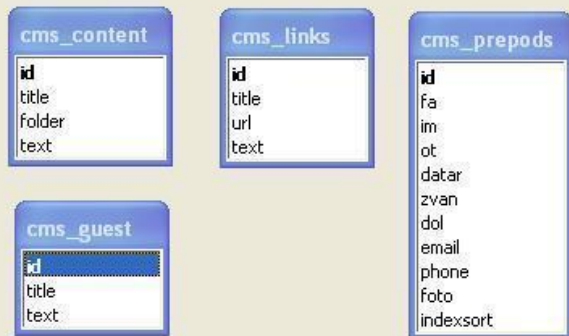 cms_content
id
title
folder
text
cms_links
id
title
url
text
cms_prepods
id
fa
im
ot
datar
zvan
dol
email
phone
foto
indexsort
cms_guest
id
title
text